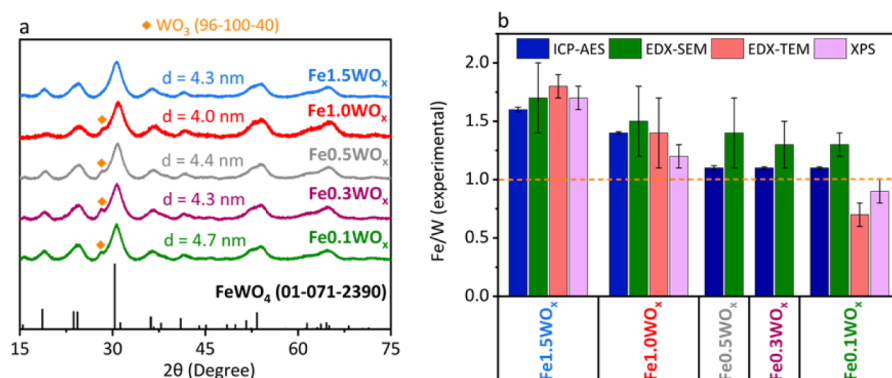 a
◆ WO₃ (96-100-40)
d = 4.3 nm Fe1.5WOₓ
d = 4.0 nm Fe1.0WOₓ
d = 4.4 nm Fe0.5WOₓ
d = 4.3 nm Fe0.3WOₓ
d = 4.7 nm Fe0.1WOₓ
FeWO₄ (01-071-2390)
15 30 45 60 75
2θ (Degree)
b
ICP-AES EDX-SEM EDX-TEM XPS
Fe/W (experimental)
2.0
1.5
1.0
0.5
0.0
Fe1.5WOₓ
Fe1.0WOₓ
Fe0.5WOₓ
Fe0.3WOₓ
Fe0.1WOₓ